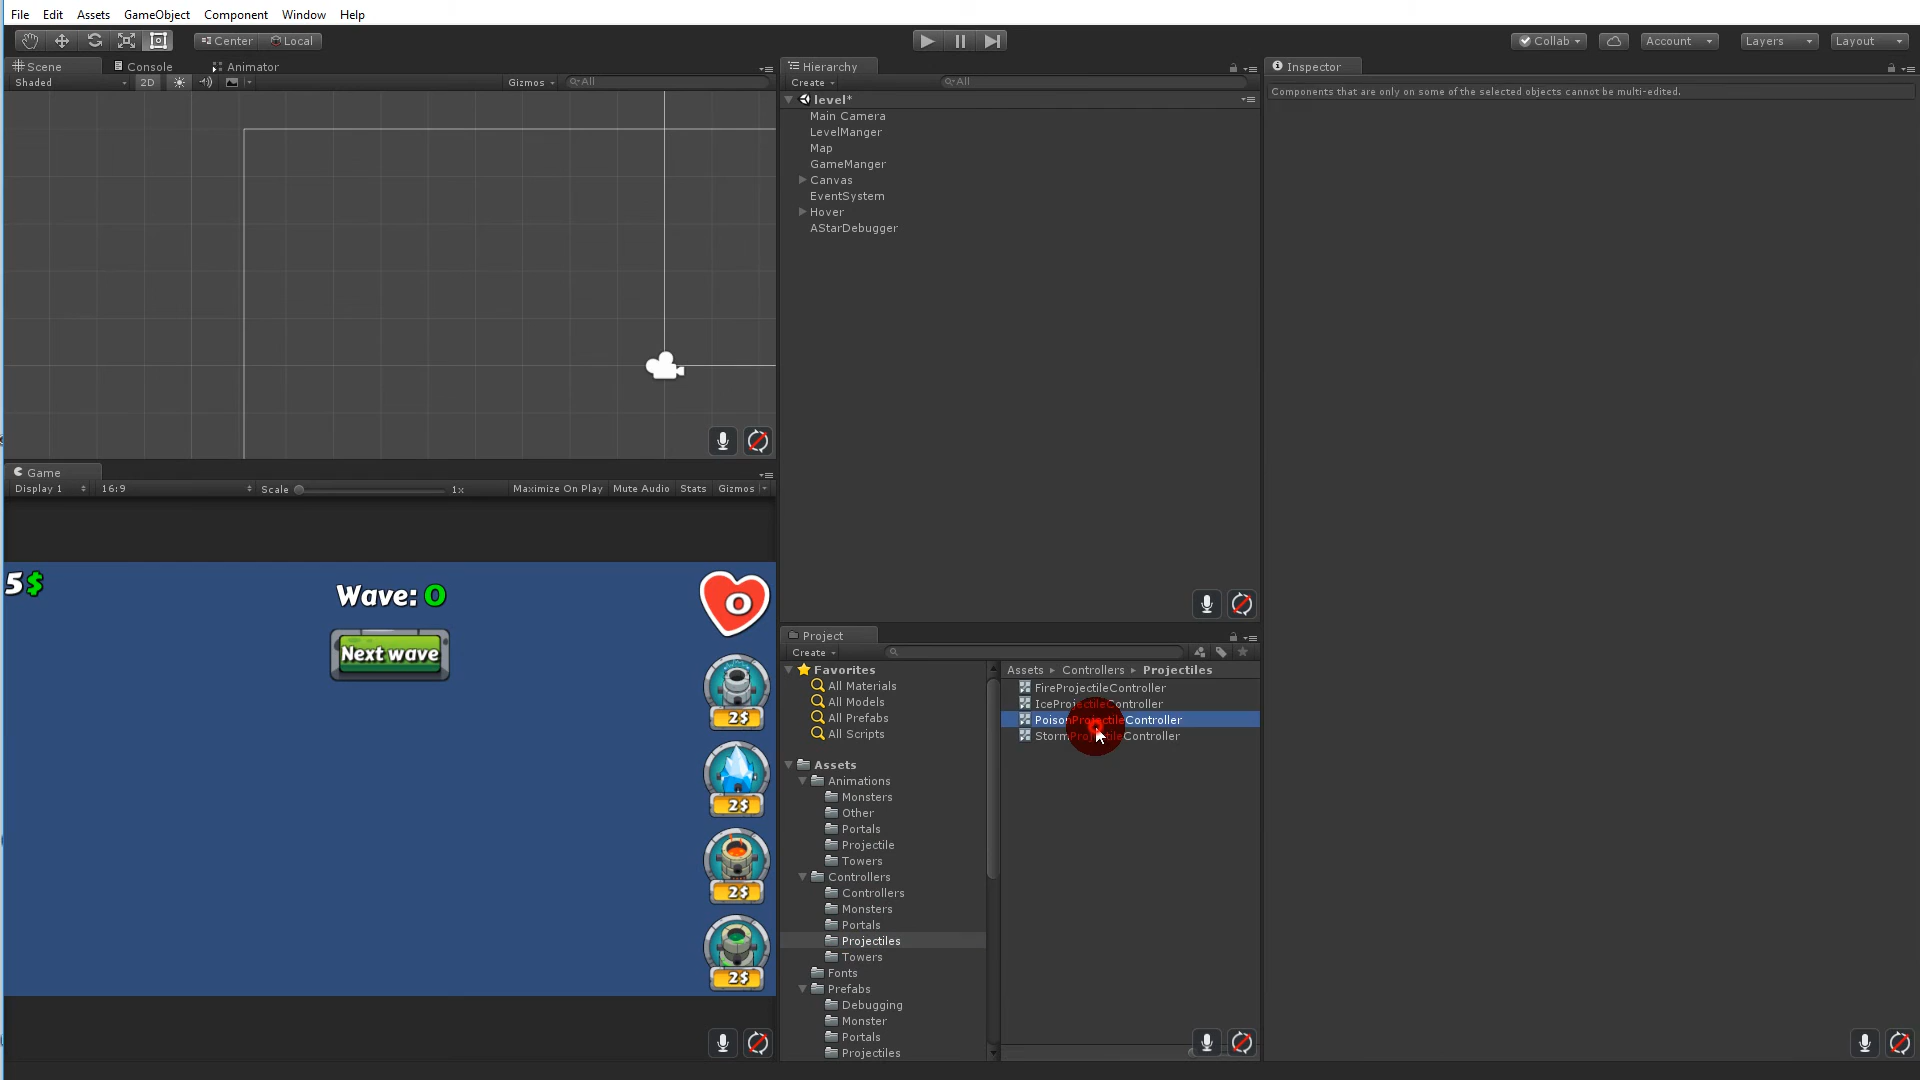 File Edit Assets GameObject Component Window Help
Center Local
Collab Account Layers Layout
Scene Console Animator
Shaded 2D Gizmos All
Hierarchy
Create All
level*
Main Camera
LevelManger
Map
GameManger
Canvas
EventSystem
Hover
AStarDebugger
Inspector
Components that are only on some of the selected objects cannot be multi-edited.
Game
Display 1 16:9 Scale 1x Maximize On Play Mute Audio Stats Gizmos
5$
Wave: 0
Next wave
0
2$
2$
2$
2$
Project
Create
Favorites
All Materials
All Models
All Prefabs
All Scripts
Assets
Animations
Monsters
Other
Portals
Projectile
Towers
Controllers
Controllers
Monsters
Portals
Projectiles
Towers
Fonts
Prefabs
Debugging
Monster
Portals
Projectiles
Assets Controllers Projectiles
FireProjectileController
IceProjectileController
PoisonProjectileController
StormProjectileController